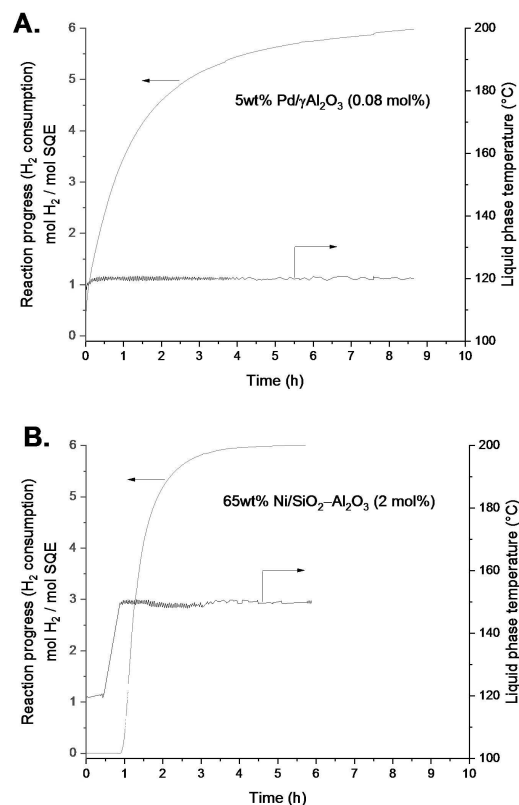 A.
Reaction progress (H2 consumption)
mol H2 / mol SQE
6
5
4
3
2
1
0
5wt% Pd/γAl2O3 (0.08 mol%)
200
180
160
140
120
100
Liquid phase temperature (°C)
0 1 2 3 4 5 6 7 8 9 10
Time (h)
B.
Reaction progress (H2 consumption)
mol H2 / mol SQE
6
5
4
3
2
1
0
65wt% Ni/SiO2–Al2O3 (2 mol%)
200
180
160
140
120
100
Liquid phase temperature (°C)
0 1 2 3 4 5 6 7 8 9 10
Time (h)